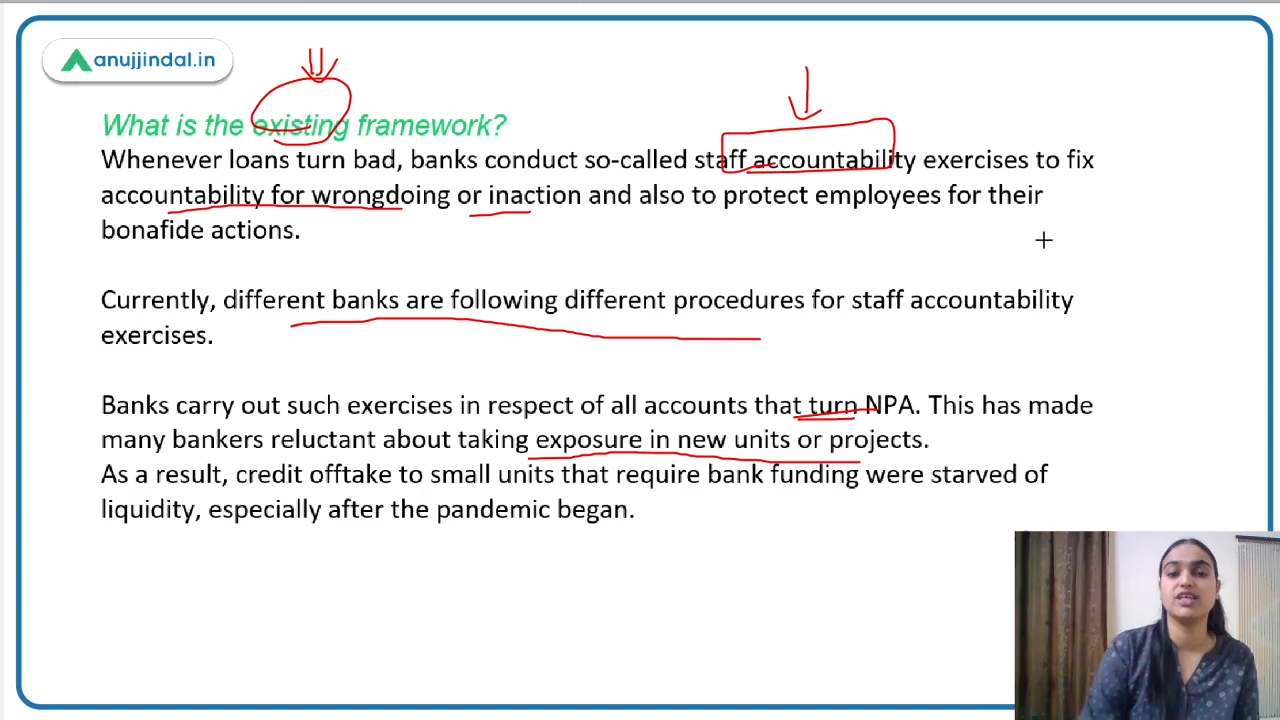 anujjindal.in
What is the existing framework?
Whenever loans turn bad, banks conduct so-called staff accountability exercises to fix
accountability for wrongdoing or inaction and also to protect employees for their
bonafide actions.
Currently, different banks are following different procedures for staff accountability
exercises.
Banks carry out such exercises in respect of all accounts that turn NPA. This has made
many bankers reluctant about taking exposure in new units or projects.
As a result, credit offtake to small units that require bank funding were starved of
liquidity, especially after the pandemic began.